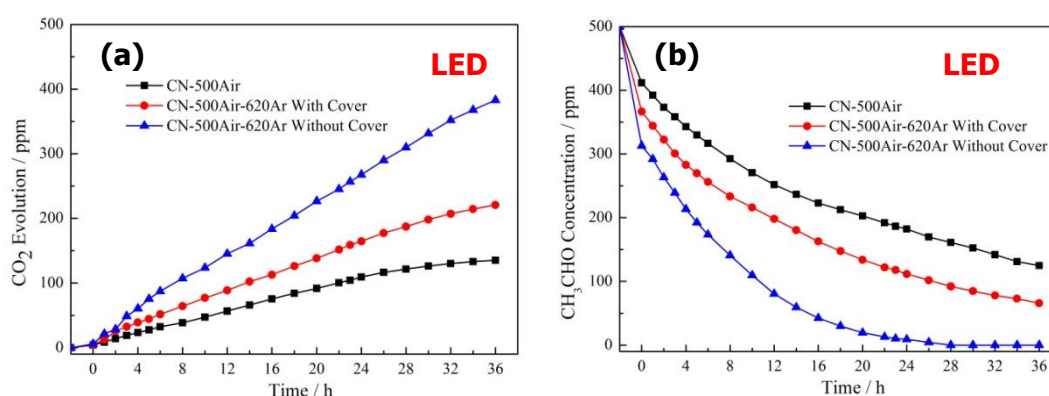 (a)
LED
CN-500Air
CN-500Air-620Ar With Cover
CN-500Air-620Ar Without Cover
CO2 Evolution / ppm
500
400
300
200
100
0
0 4 8 12 16 20 24 28 32 36
Time / h
(b)
LED
CN-500Air
CN-500Air-620Ar With Cover
CN-500Air-620Ar Without Cover
CH3CHO Concentration / ppm
500
400
300
200
100
0
0 4 8 12 16 20 24 28 32 36
Time / h